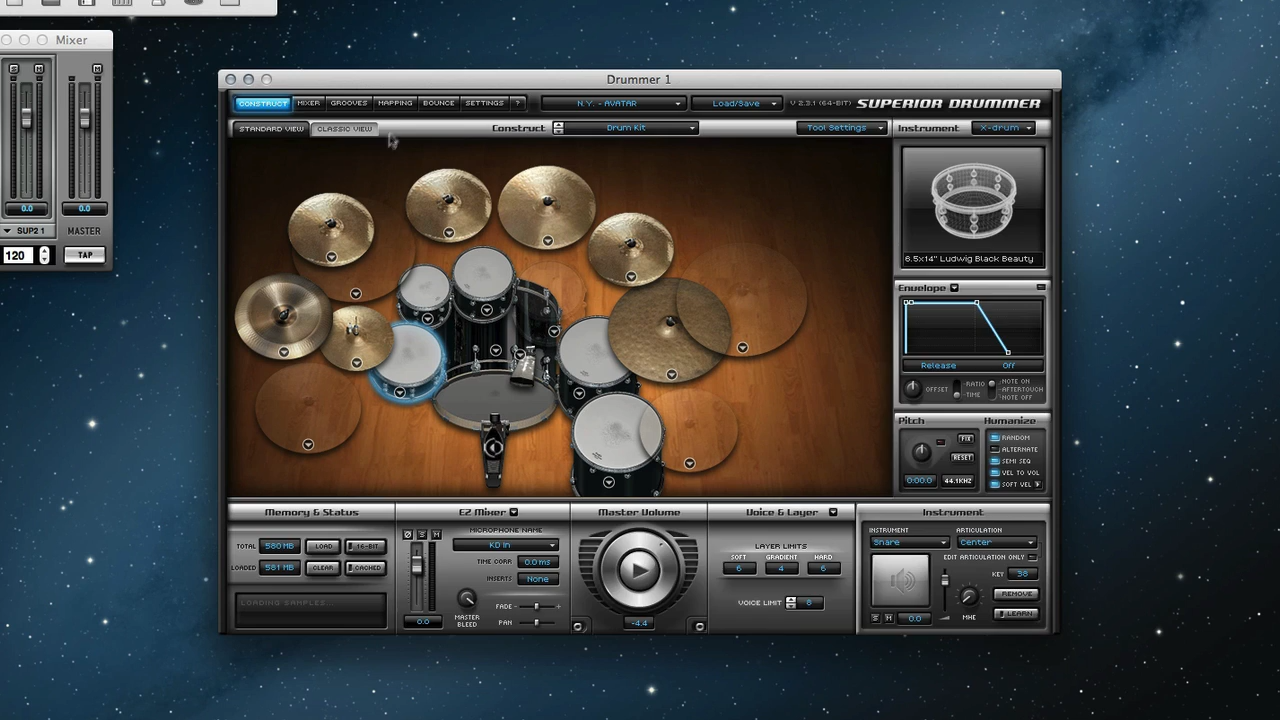 Mixer
S M M
0.0 0.0
SUP2 1 MASTER
120 TAP
Drummer 1
CONSTRUCT MIXER GROOVES MAPPING BOUNCE SETTINGS ? N.Y. - AVATAR Load/Save V 2.3.1 (64-BIT) SUPERIOR DRUMMER
STANDARD VIEW CLASSIC VIEW Construct Drum Kit Tool Settings Instrument X-drum
6.5x14" Ludwig Black Beauty
Envelope
Release Off
OFFSET RATIO TIME NOTE ON AFTERTOUCH NOTE OFF
Pitch Humanize
FIX RANDOM
ALTERNATE
RESET SEMI SEQ
VEL TO VOL
0:00.0 44.1KHZ SOFT VEL
Memory & Status EZ Mixer Master Volume Voice & Layer Instrument
TOTAL 580 MB LOAD 16-BIT
LOADED 581 MB CLEAR CACHED
LOADING SAMPLES...
S M MICROPHONE NAME
KD In
TIME CORR 0.0 ms
INSERTS None
FADE - +
MASTER BLEED PAN
0.0
-4.4
LAYER LIMITS
SOFT GRADIENT HARD
6 4 6
VOICE LIMIT 8
INSTRUMENT ARTICULATION
Snare Center
EDIT ARTICULATION ONLY
KEY 38
REMOVE
LEARN
S M 0.0